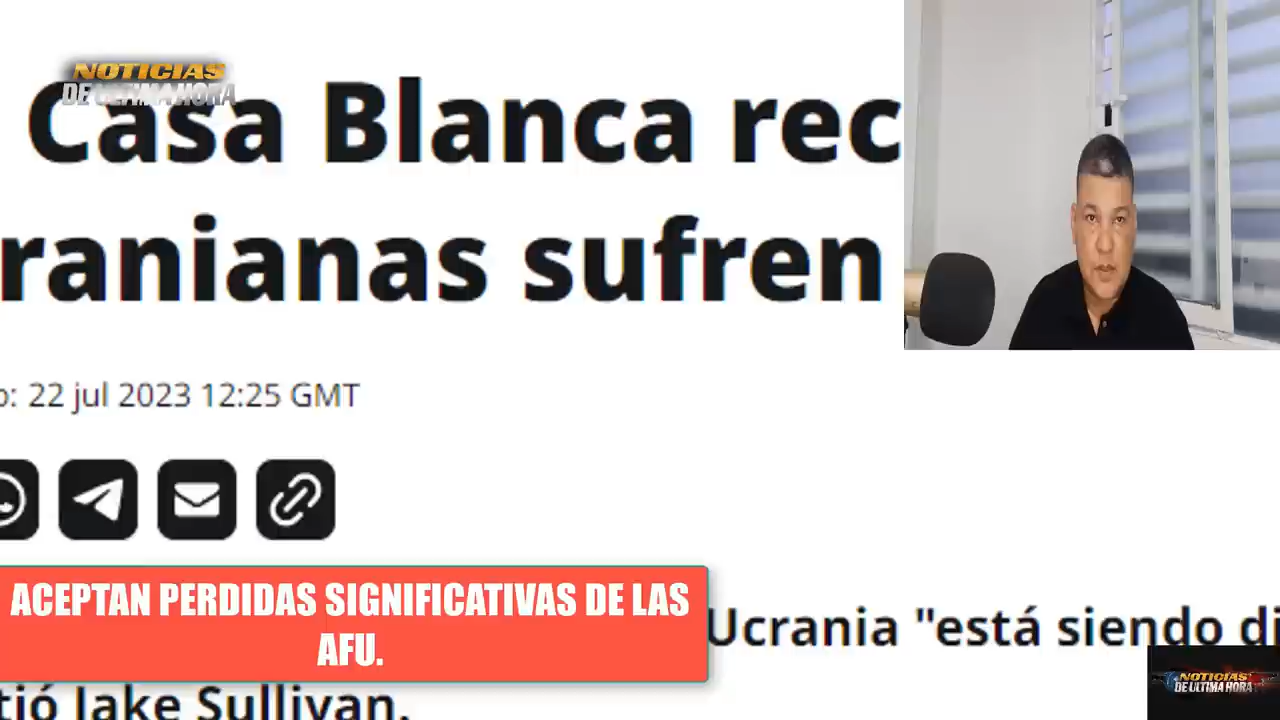 NOTICIAS
DE ULTIMA HORA
Casa Blanca rec
ranianas sufren
o: 22 jul 2023 12:25 GMT
ACEPTAN PERDIDAS SIGNIFICATIVAS DE LAS
AFU.
Ucrania "está siendo di
tió Jake Sullivan.
NOTICIAS
DE ULTIMA HORA